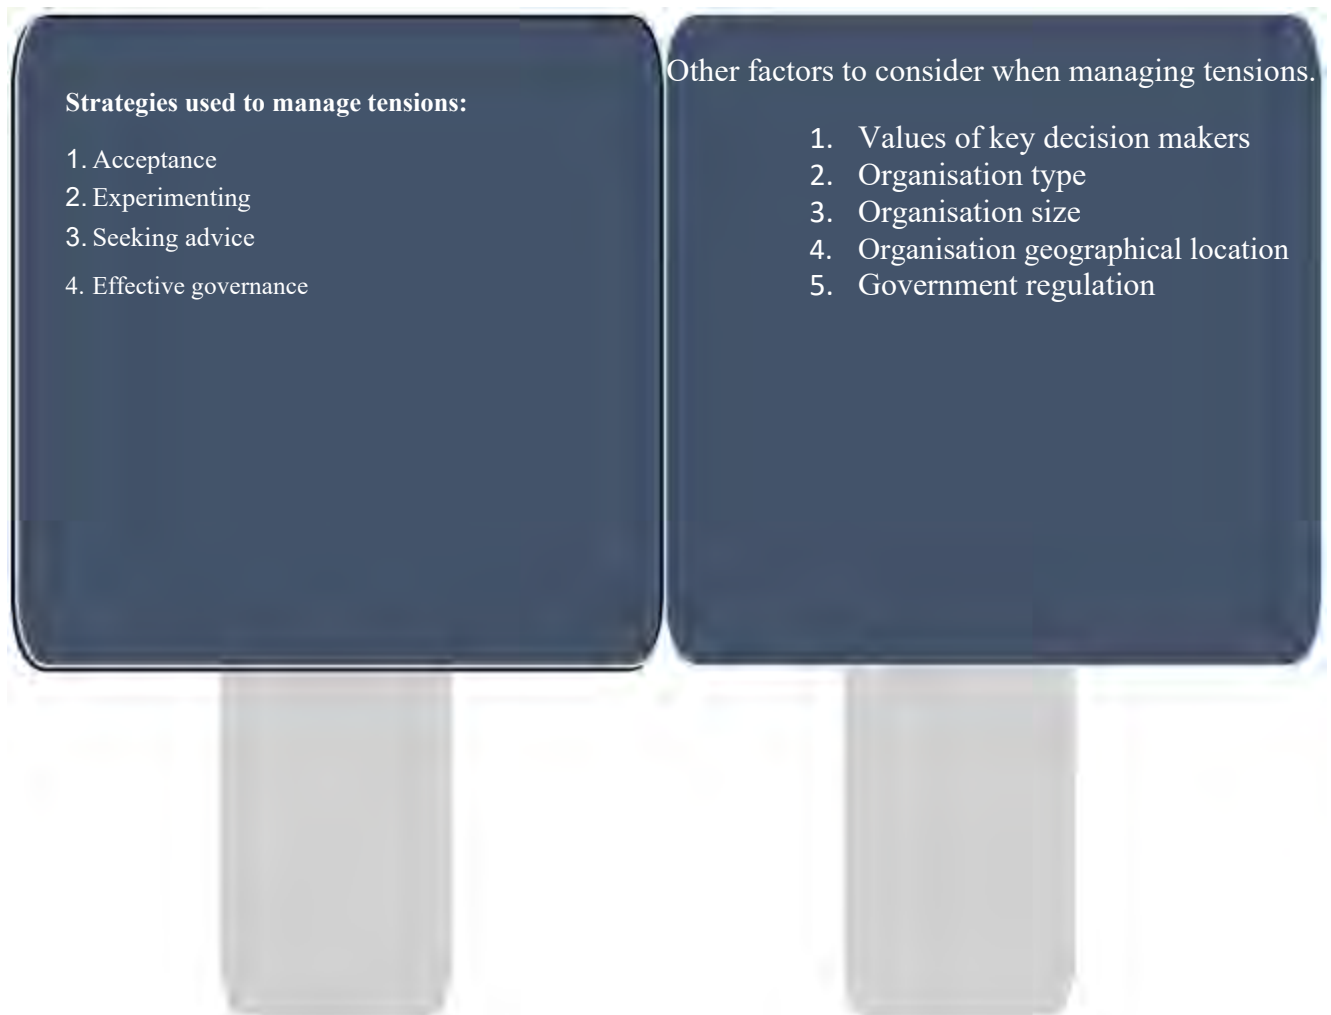 Strategies used to manage tensions:
1. Acceptance
2. Experimenting
3. Seeking advice
4. Effective governance
Other factors to consider when managing tensions.
1. Values of key decision makers
2. Organisation type
3. Organisation size
4. Organisation geographical location
5. Government regulation